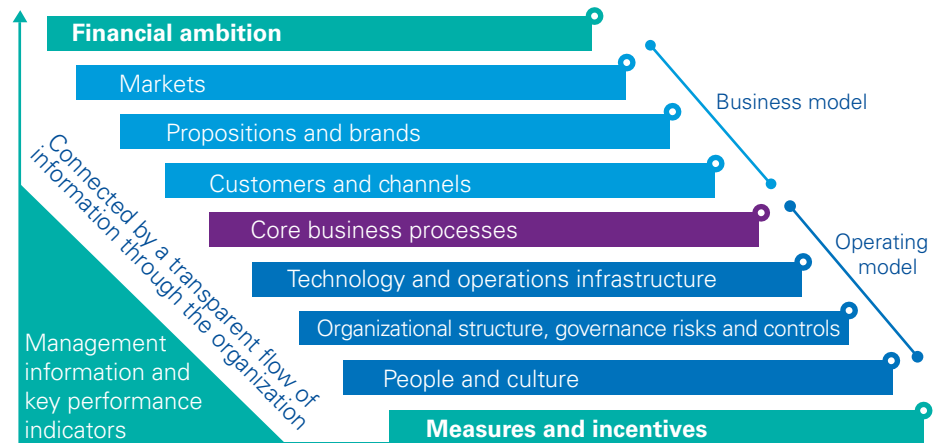 Financial ambition
Markets
Propositions and brands
Customers and channels
Core business processes
Technology and operations infrastructure
Organizational structure, governance risks and controls
People and culture
Measures and incentives
Business model
Operating
model
Connected by a transparent flow of
information through the organization
Management
information and
key performance
indicators